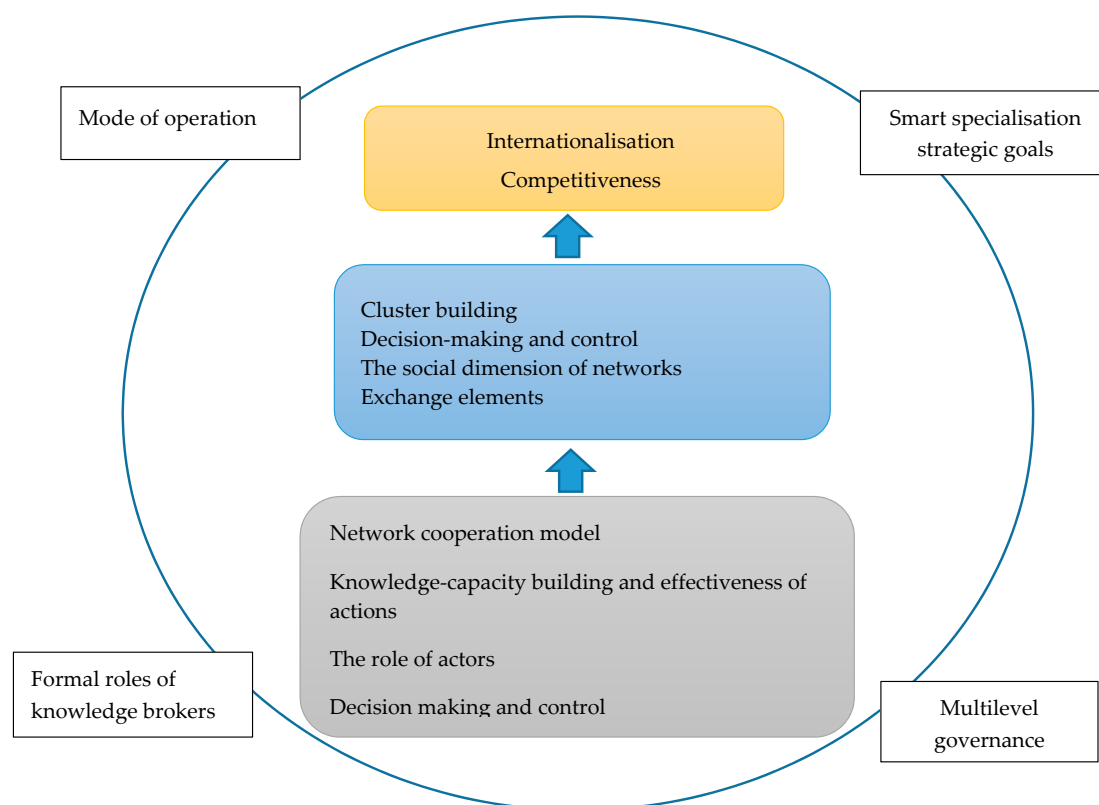 Mode of operation
Smart specialisation
strategic goals
Internationalisation
Competitiveness
Cluster building
Decision-making and control
The social dimension of networks
Exchange elements
Network cooperation model
Knowledge-capacity building and effectiveness of
actions
The role of actors
Decision making and control
Formal roles of
knowledge brokers
Multilevel
governance